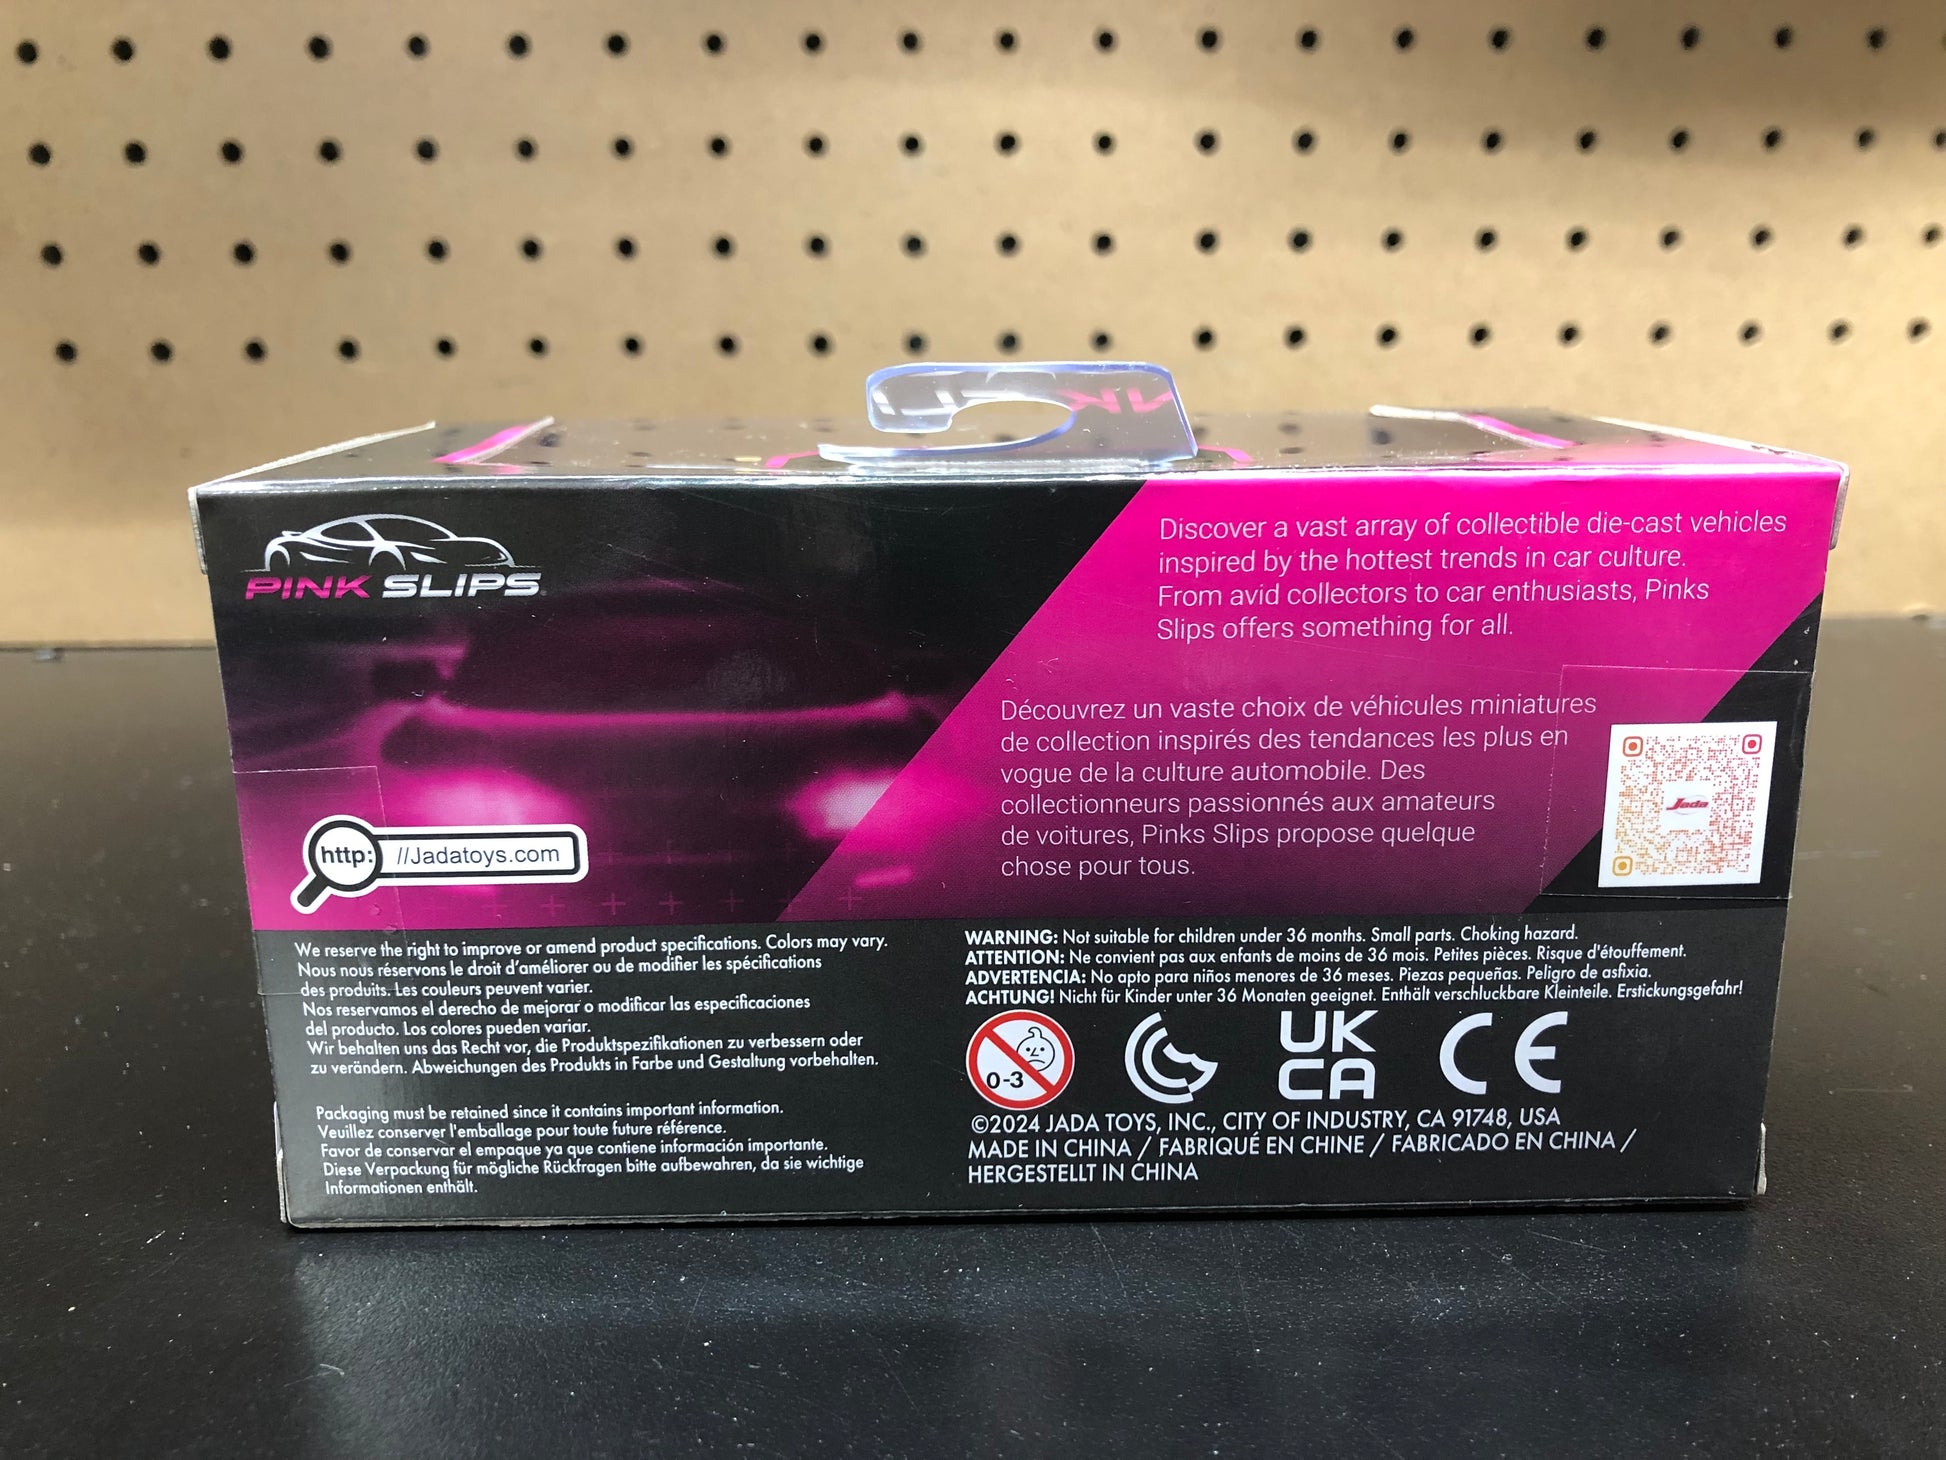 PINK SLIPS
Discover a vast array of collectible die-cast vehicles
inspired by the hottest trends in car culture.
From avid collectors to car enthusiasts, Pinks
Slips offers something for all.
Découvrez un vaste choix de véhicules miniatures
de collection inspirés des tendances les plus en
vogue de la culture automobile. Des
collectionneurs passionnés aux amateurs
de voitures, Pinks Slips propose quelque
chose pour tous.
Jada
http: //Jadatoys.com
We reserve the right to improve or amend product specifications. Colors may vary.
Nous nous réservons le droit d'améliorer ou de modifier les spécifications
des produits. Les couleurs peuvent varier.
Nos reservamos el derecho de mejorar o modificar las especificaciones
del producto. Los colores pueden variar.
Wir behalten uns das Recht vor, die Produktspezifikationen zu verbessern oder
zu verändern. Abweichungen des Produkts in Farbe und Gestaltung vorbehalten.
Packaging must be retained since it contains important information.
Veuillez conserver l'emballage pour toute future référence.
Favor de conservar el empaque ya que contiene información importante.
Diese Verpackung für mögliche Rückfragen bitte aufbewahren, da sie wichtige
Informationen enthält.
WARNING: Not suitable for children under 36 months. Small parts. Choking hazard.
ATTENTION: Ne convient pas aux enfants de moins de 36 mois. Petites pièces. Risque d'étouffement.
ADVERTENCIA: No apto para niños menores de 36 meses. Piezas pequeñas. Peligro de asfixia.
ACHTUNG! Nicht für Kinder unter 36 Monaten geeignet. Enthält verschluckbare Kleinteile. Erstickungsgefahr!
0-3
UK
CA
CE
©2024 JADA TOYS, INC., CITY OF INDUSTRY, CA 91748, USA
MADE IN CHINA / FABRIQUÉ EN CHINE / FABRICADO EN CHINA /
HERGESTELLT IN CHINA